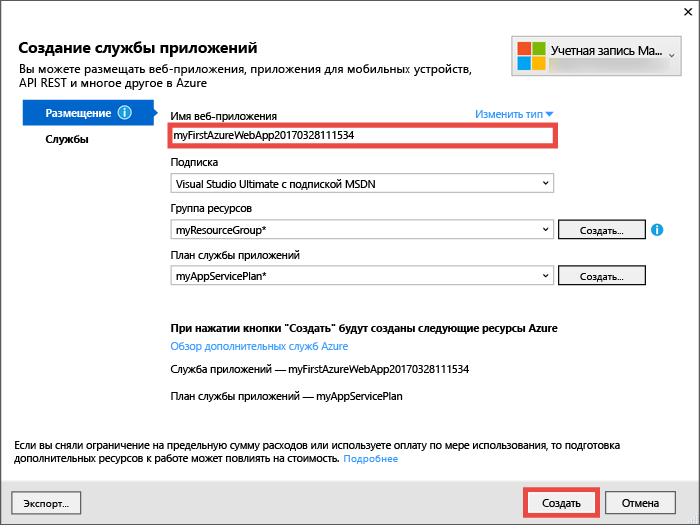 Создание службы приложений
Вы можете размещать веб-приложения, приложения для мобильных устройств,
API REST и многое другое в Azure
Учетная запись Ma...
Размещение
Службы
Имя веб-приложения
Изменить тип
myFirstAzureWebApp20170328111534
Подписка
Visual Studio Ultimate с подпиской MSDN
Группа ресурсов
myResourceGroup*
Создать...
План службы приложений
myAppServicePlan*
Создать...
При нажатии кнопки "Создать" будут созданы следующие ресурсы Azure
Обзор дополнительных служб Azure
Служба приложений — myFirstAzureWebApp20170328111534
План службы приложений — myAppServicePlan
Если вы сняли ограничение на предельную сумму расходов или используете оплату по мере использования, то подготовка
дополнительных ресурсов к работе может повлиять на стоимость. Подробнее
Экспорт...
Создать
Отмена